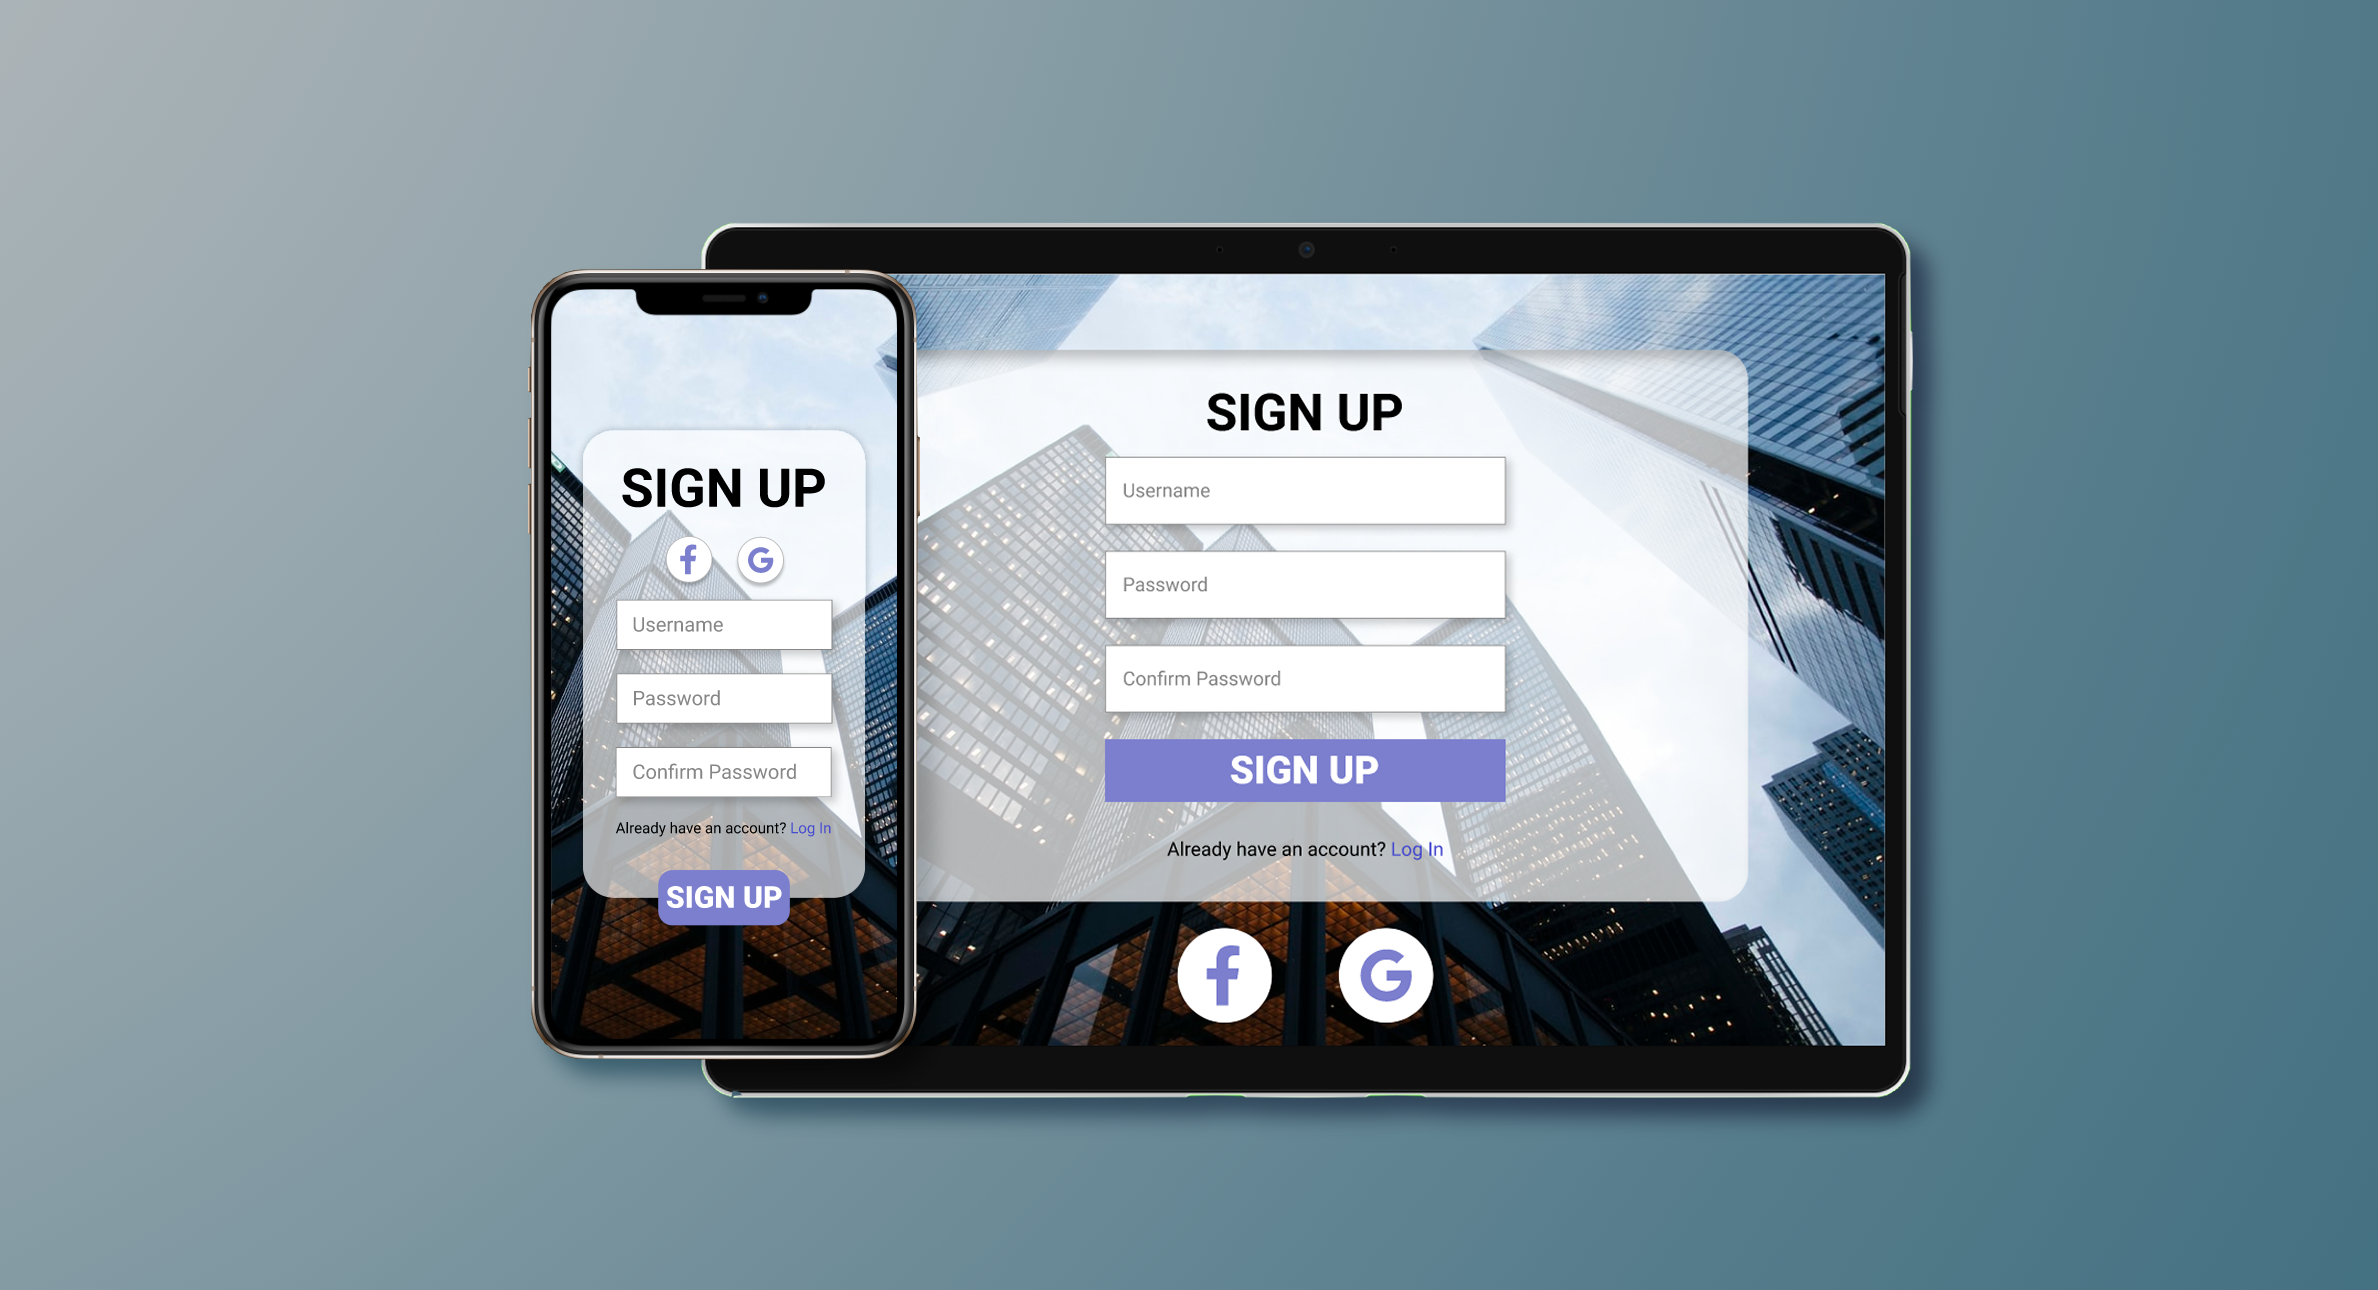 SIGN UP
f G
Username
Password
Confirm Password
Already have an account? Log In
SIGN UP
SIGN UP
Username
Password
Confirm Password
SIGN UP
Already have an account? Log In
f G